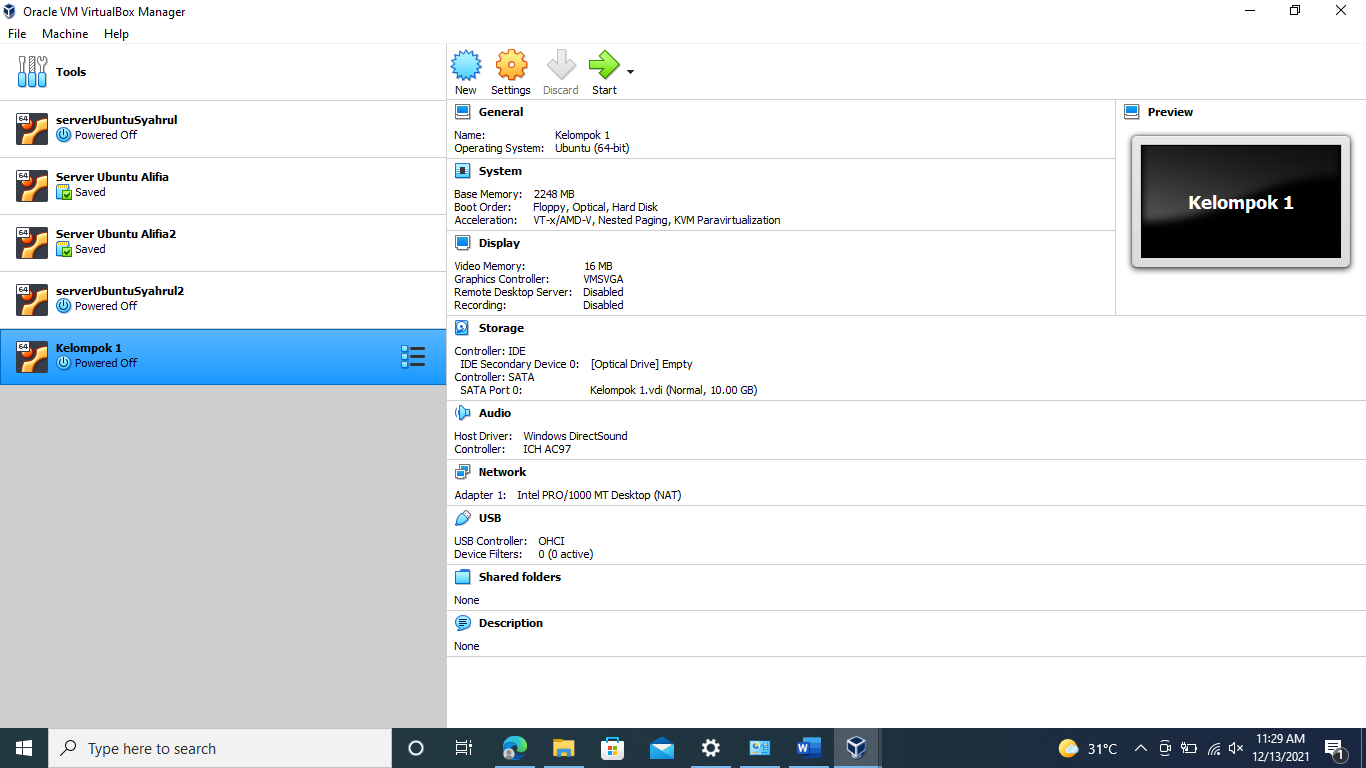 Oracle VM VirtualBox Manager
File Machine Help
Tools
64
serverUbuntuSyahrul
Powered Off
64
Server Ubuntu Alifia
Saved
64
Server Ubuntu Alifia2
Saved
64
serverUbuntuSyahrul2
Powered Off
64
Kelompok 1
Powered Off
New Settings Discard Start
General
Name: Kelompok 1
Operating System: Ubuntu (64-bit)
System
Base Memory: 2248 MB
Boot Order: Floppy, Optical, Hard Disk
Acceleration: VT-x/AMD-V, Nested Paging, KVM Paravirtualization
Display
Video Memory: 16 MB
Graphics Controller: VMSVGA
Remote Desktop Server: Disabled
Recording: Disabled
Storage
Controller: IDE
IDE Secondary Device 0: [Optical Drive] Empty
Controller: SATA
SATA Port 0: Kelompok 1.vdi (Normal, 10.00 GB)
Audio
Host Driver: Windows DirectSound
Controller: ICH AC97
Network
Adapter 1: Intel PRO/1000 MT Desktop (NAT)
USB
USB Controller: OHCI
Device Filters: 0 (0 active)
Shared folders
None
Description
None
Preview
Kelompok 1
Type here to search
W
31°C
11:29 AM
12/13/2021
1